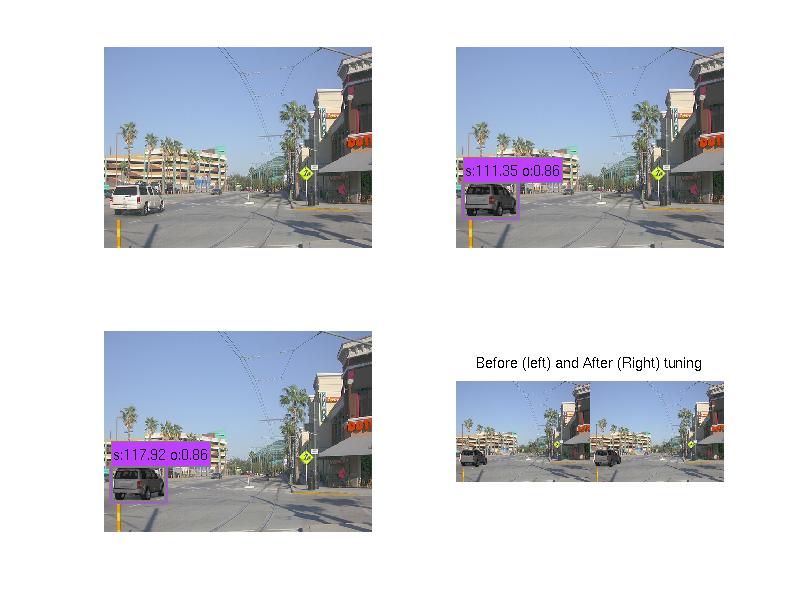 s:111.35 o:0.86
s:117.92 o:0.86
Before (left) and After (Right) tuning